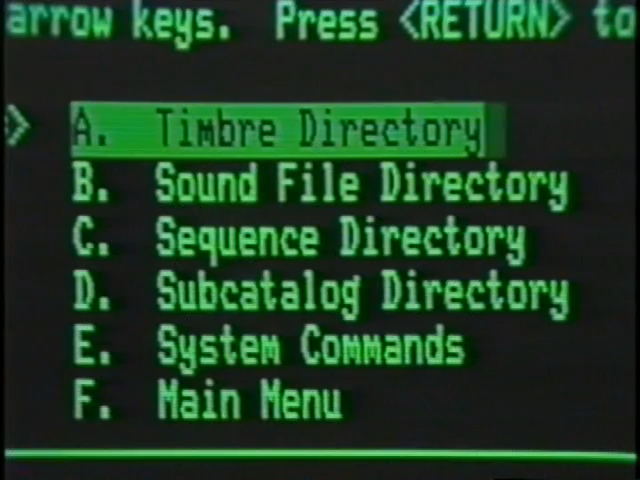 arrow keys. Press <RETURN> to
> A. Timbre Directory
B. Sound File Directory
C. Sequence Directory
D. Subcatalog Directory
E. System Commands
F. Main Menu